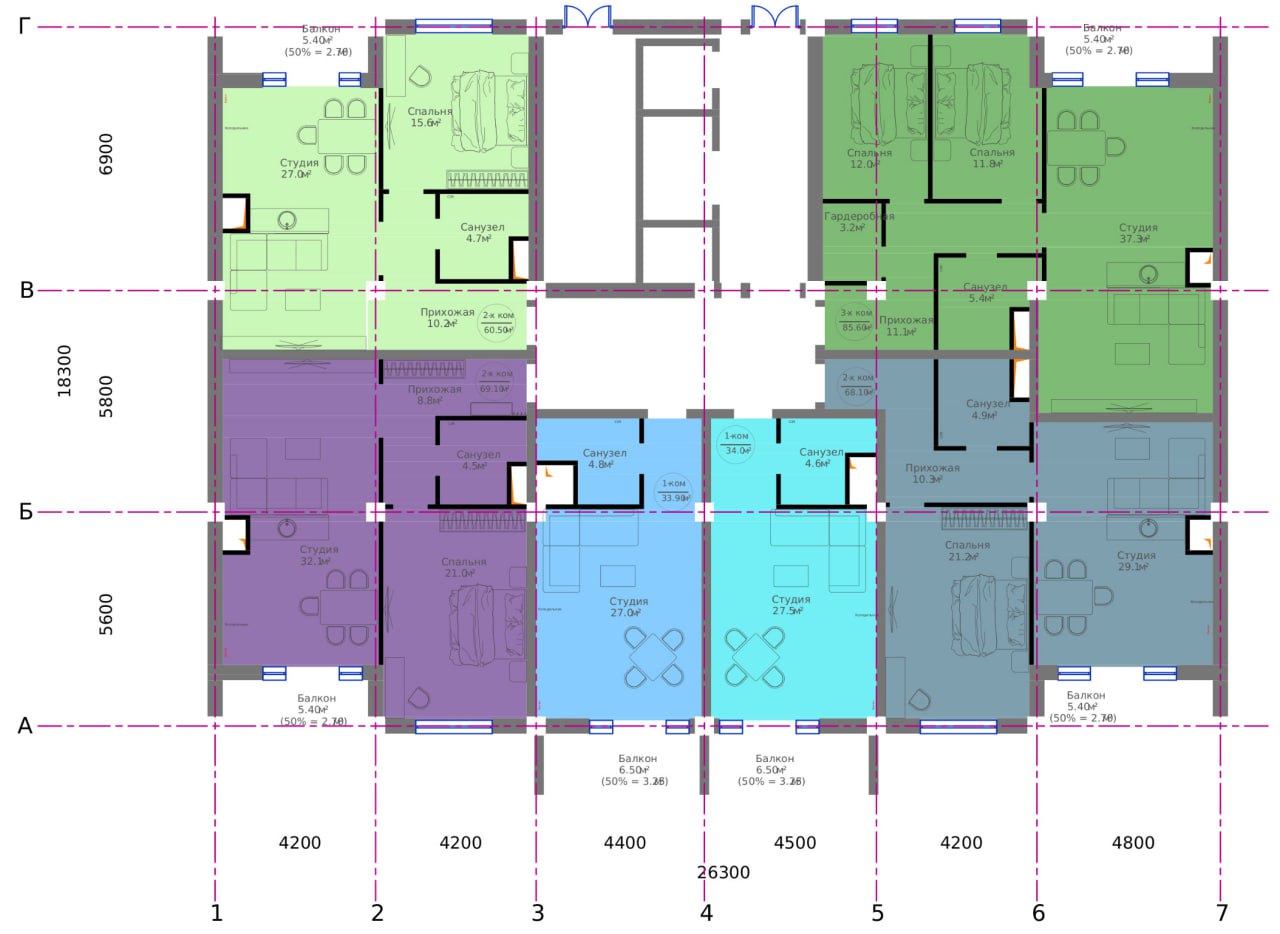 Г
Балкон
5.40м²
(50% = 2.70)
Балкон
5.40м²
(50% = 2.70)
6900
Спальня
15.6м²
Студия
27.0м²
Санузел
4.7м²
Спальня
12.0м²
Спальня
11.8м²
Гардеробная
3.2м²
Студия
37.3м²
В
Санузел
5.4м²
Прихожая
10.2м²
2-к ком
60.50м²
3-к ком
85.60м²
Прихожая
11.1м²
18300
5800
Прихожая
8.8м²
2-к ком
69.10м²
2-к ком
68.10м²
Санузел
4.9м²
Санузел
4.5м²
Санузел
4.8м²
1-ком
33.90м²
1-ком
34.0м²
Санузел
4.6м²
Прихожая
10.3м²
Б
Студия
32.1м²
Спальня
21.0м²
Студия
27.0м²
Студия
27.5м²
Спальня
21.2м²
Студия
29.1м²
5600
Балкон
5.40м²
(50% = 2.70)
Балкон
5.40м²
(50% = 2.70)
А
Балкон
6.50м²
(50% = 3.25)
Балкон
6.50м²
(50% = 3.25)
4200
4200
4400
4500
4200
4800
26300
1
2
3
4
5
6
7